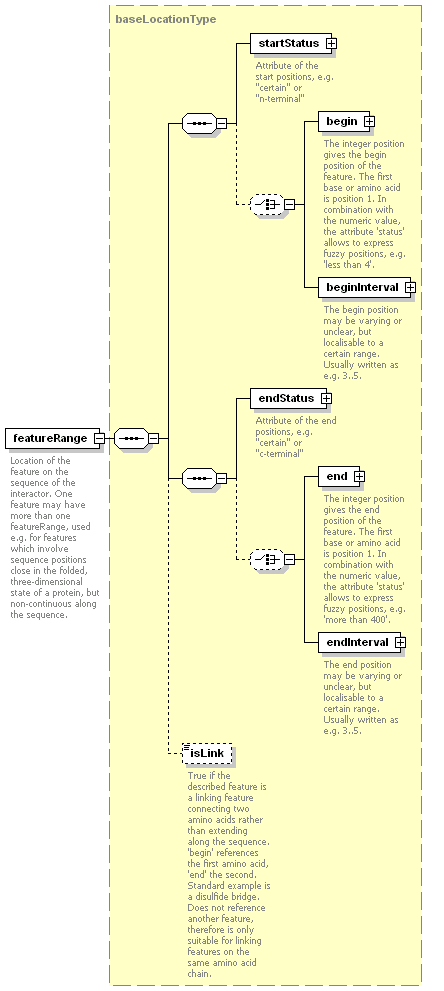 baseLocationType
startStatus
Attribute of the
start positions, e.g.
"certain" or
"n-terminal"
begin
The integer position
gives the begin
position of the
feature. The first
base or amino acid
is position 1. In
combination with
the numeric value,
the attribute 'status'
allows to express
fuzzy positions, e.g.
'less than 4'.
beginInterval
The begin position
may be varying or
unclear, but
localisable to a
certain range.
Usually written as
e.g. 3..5.
endStatus
Attribute of the end
positions, e.g.
"certain" or
"c-terminal"
featureRange
Location of the
feature on the
sequence of the
interactor. One
feature may have
more than one
featureRange, used
e.g. for features
which involve
sequence positions
close in the folded,
three-dimensional
state of a protein, but
non-continuous along
the sequence.
end
The integer position
gives the end
position of the
feature. The first
base or amino acid
is position 1. In
combination with
the numeric value,
the attribute 'status'
allows to express
fuzzy positions, e.g.
'more than 400'.
endInterval
The end position
may be varying or
unclear, but
localisable to a
certain range.
Usually written as
e.g. 3..5.
isLink
True if the
described feature is
a linking feature
connecting two
amino acids rather
than extending
along the sequence.
'begin' references
the first amino acid,
'end' the second.
Standard example is
a disulfide bridge.
Does not reference
another feature,
therefore is only
suitable for linking
features on the
same amino acid
chain.